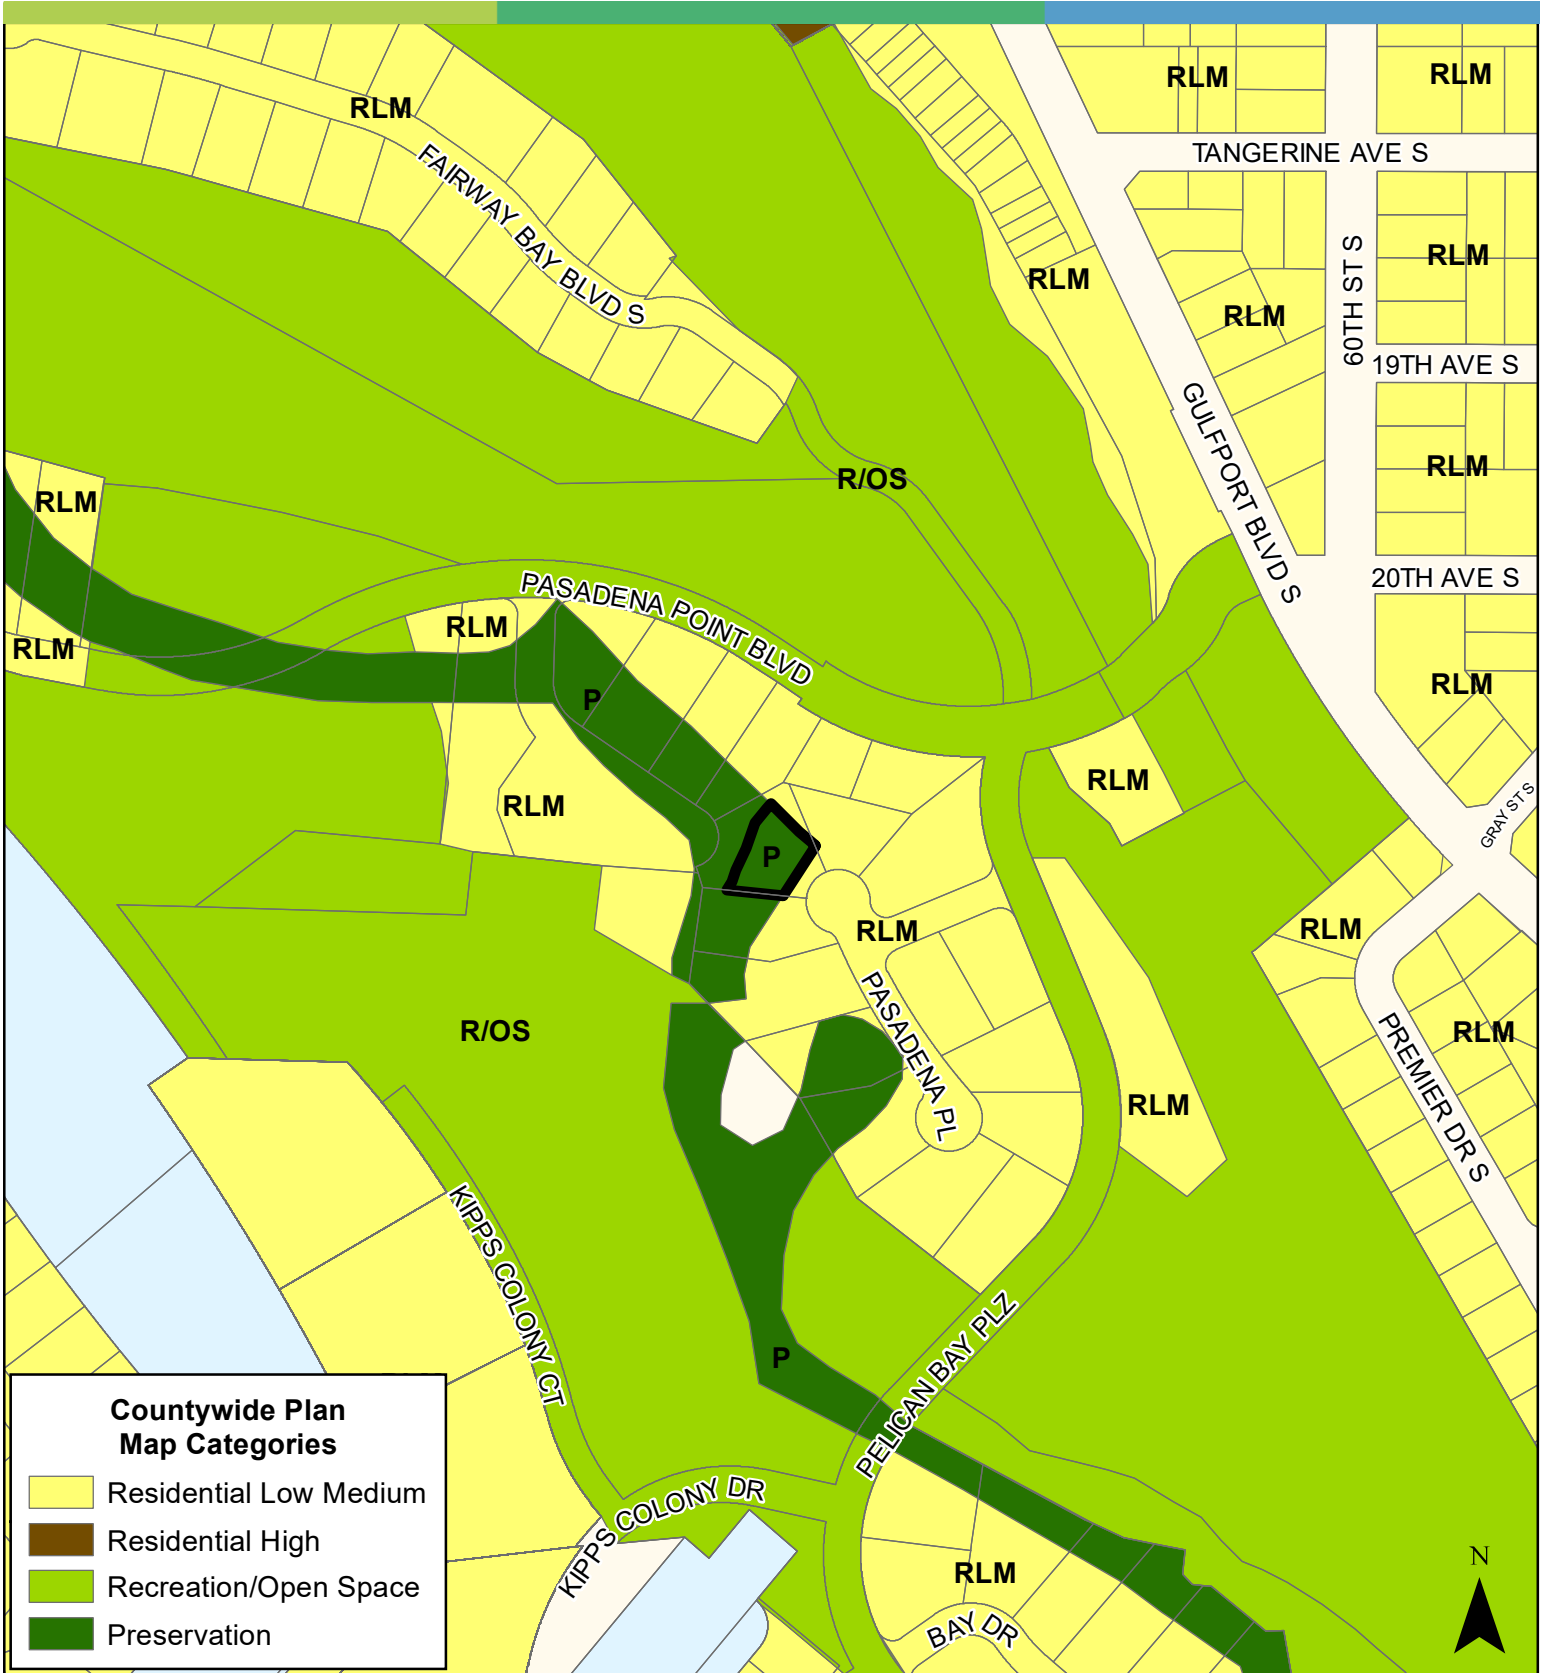 RLM
RLM
RLM
TANGERINE AVE S
FAIRWAY BAY BLVD S
60TH ST S
RLM
RLM
RLM
19TH AVE S
GULFPORT BLVD S
RLM
R/OS
RLM
20TH AVE S
PASADENA POINT BLVD
RLM
RLM
RLM
P
RLM
RLM
GRAY ST S
P
RLM
RLM
PASADENA PL
R/OS
PREMIER DR S
RLM
RLM
KIPPS COLONY CT
PELICAN BAY PLZ
P
KIPPS COLONY DR
RLM
BAY DR
N
Countywide Plan
Map Categories
Residential Low Medium
Residential High
Recreation/Open Space
Preservation